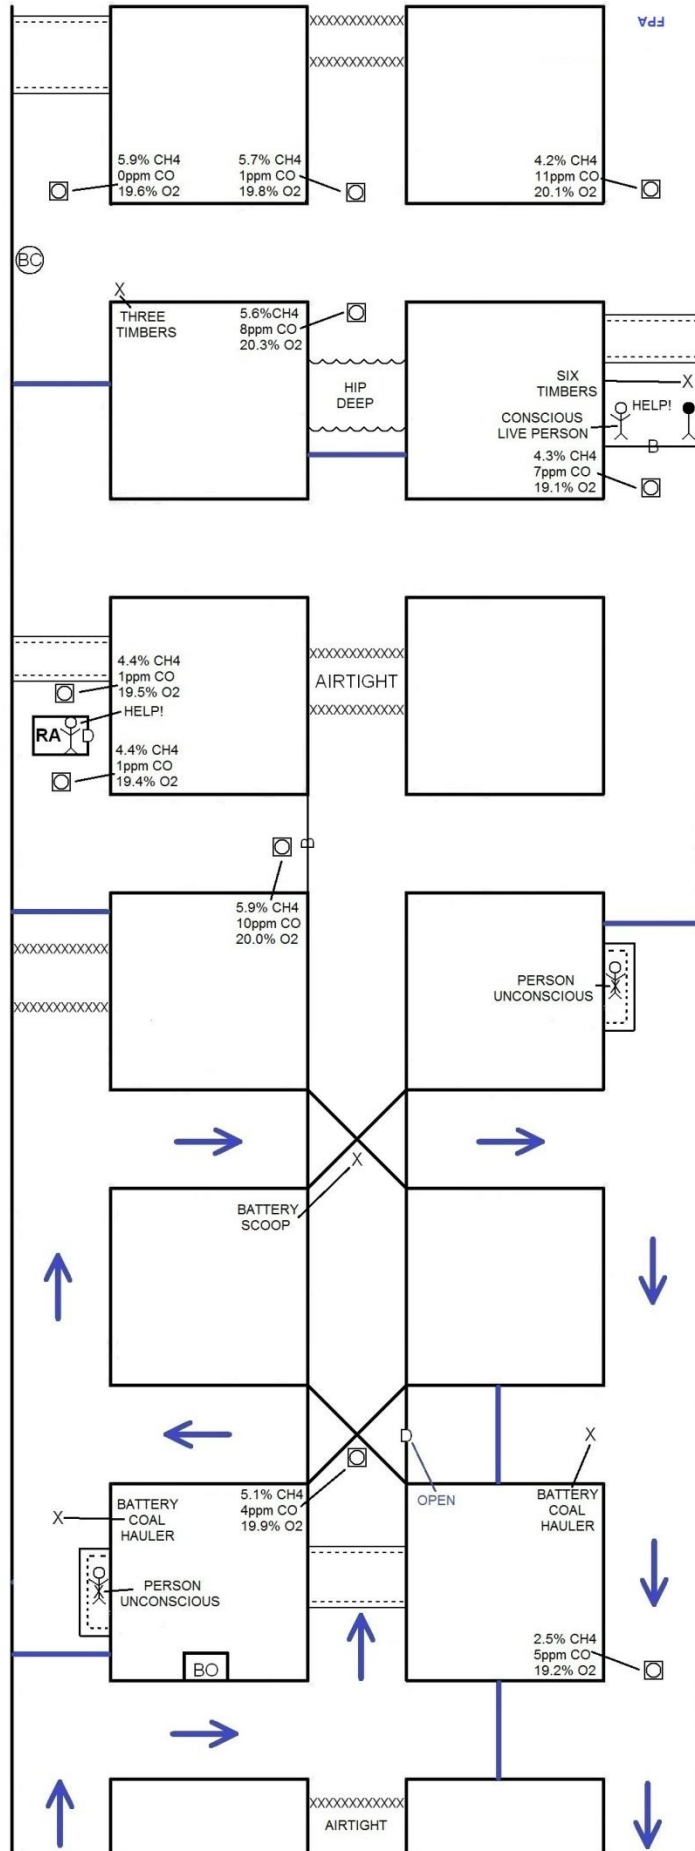 FPA
5.9% CH4
0ppm CO
19.6% O2
5.7% CH4
1ppm CO
19.8% O2
4.2% CH4
11ppm CO
20.1% O2
BC
X
THREE
TIMBERS
5.6%CH4
8ppm CO
20.3% O2
HIP
DEEP
SIX
TIMBERS
X
HELP!
CONSCIOUS
LIVE PERSON
B
4.3% CH4
7ppm CO
19.1% O2
4.4% CH4
1ppm CO
19.5% O2
AIRTIGHT
HELP!
RA
D
4.4% CH4
1ppm CO
19.4% O2
B
5.9% CH4
10ppm CO
20.0% O2
PERSON
UNCONSCIOUS
X
BATTERY
SCOOP
X
D
OPEN
BATTERY
COAL
HAULER
X
BATTERY
COAL
HAULER
5.1% CH4
4ppm CO
19.9% O2
PERSON
UNCONSCIOUS
2.5% CH4
5ppm CO
19.2% O2
BO
XXXXXXXXXXXX
AIRTIGHT